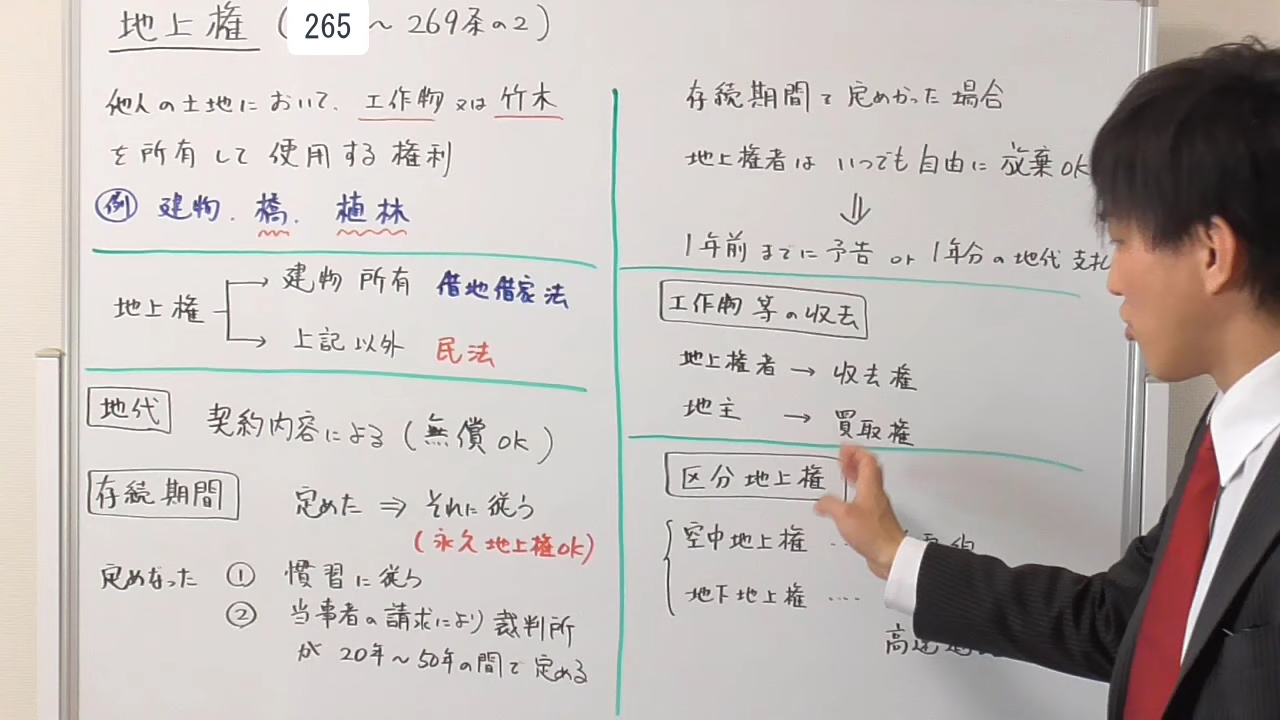 地上権 (265 ～ 269条の2)
他人の土地において、工作物又は竹木
を所有して使用する権利
例 建物、橋、植林
地上権 → 建物所有 借地借家法
→ 上記以外 民法
地代 契約内容による (無償OK)
存続期間 定めた ⇒ それに従う
(永久地上権OK)
定めなった ① 慣習に従う
② 当事者の請求により裁判所
が20年～50年の間で定める
存続期間で定めかった場合
地上権者はいつでも自由に放棄OK
⇓
1年前までに予告 or 1年分の地代支払
工作物等の収去
地上権者 → 収去権
地主 → 買取権
区分地上権
空中地上権 ‥
地下地上権 ‥‥
高速